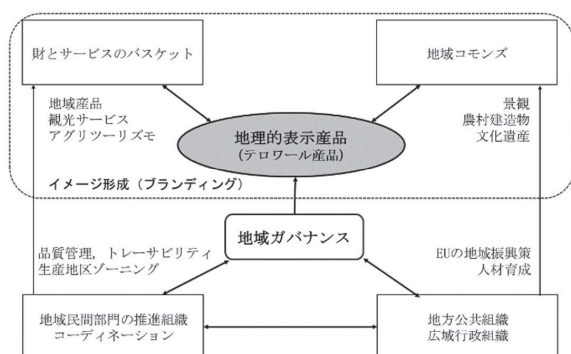 財とサービスのバスケット
地域コモンズ
地域産品
観光サービス
アグリツーリズモ
景観
農村建造物
文化遺産
地理的表示産品
(テロワール産品)
イメージ形成（ブランディング）
地域ガバナンス
品質管理，トレーサビリティ
生産地区ゾーニング
EUの地域振興策
人材育成
地域民間部門の推進組織
コーディネーション
地方公共組織
広域行政組織